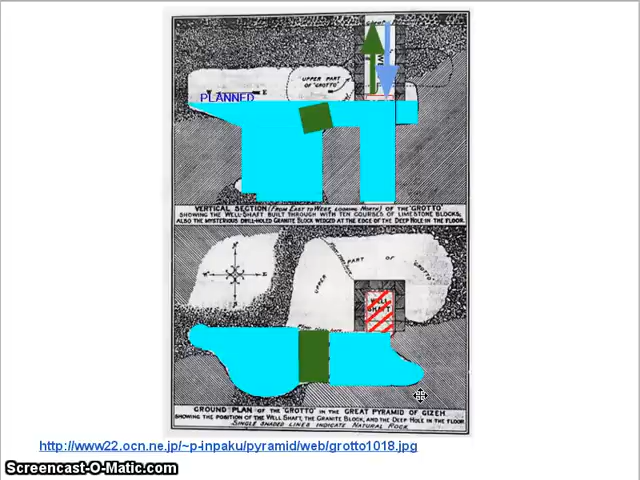 UPPER PART
OF "GROTTO"
PLANNED
VERTICAL SECTION (FROM EAST TO WEST, LOOKING NORTH) OF THE "GROTTO"
SHOWING THE WELL-SHAFT BUILT THROUGH WITH TEN COURSES OF LIMESTONE BLOCKS;
ALSO THE MYSTERIOUS DRILL-HOLED GRANITE BLOCK WEDGED AT THE EDGE OF THE DEEP HOLE IN THE FLOOR.
UPPER PART OF "GROTTO"
WELL
SHAFT
GROUND PLAN OF THE "GROTTO" IN THE GREAT PYRAMID OF GIZEH
SHOWING THE POSITION OF THE WELL SHAFT, THE GRANITE BLOCK, AND THE DEEP HOLE IN THE FLOOR
SINGLE SHADED LINES INDICATE NATURAL ROCK
http://www22.ocn.ne.jp/~p-inpaku/pyramid/web/grotto1018.jpg
Screencast-O-Matic.com